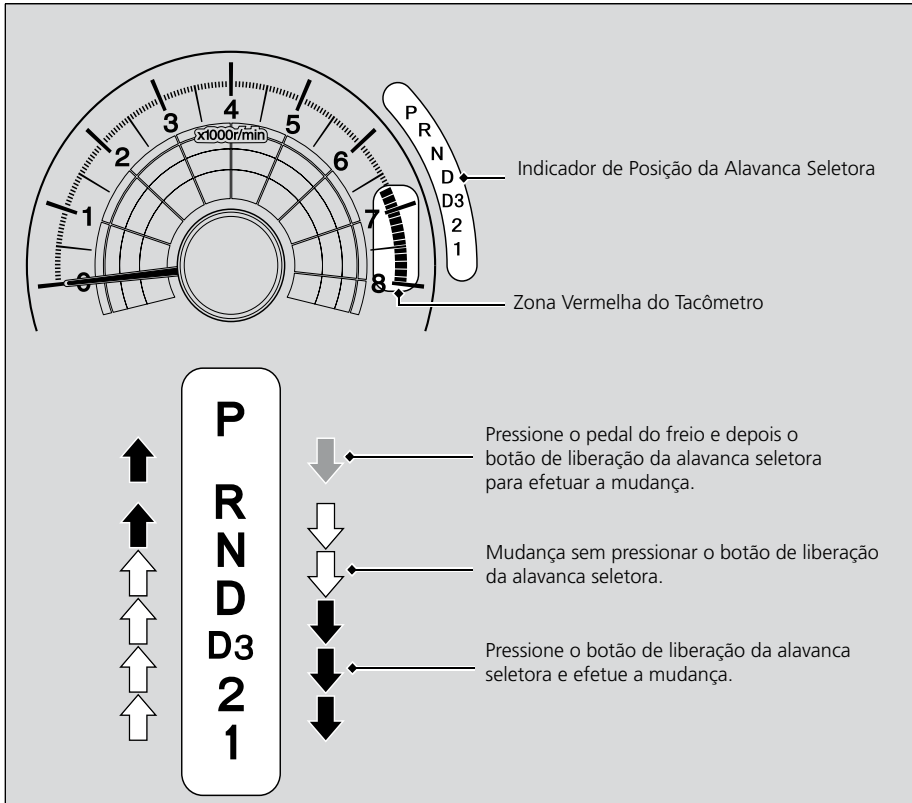 0
1
2
3
4
5
6
7
8
x1000r/min
P
R
N
D
D3
2
1
Indicador de Posição da Alavanca Seletora
Zona Vermelha do Tacômetro
P
R
N
D
D3
2
1
Pressione o pedal do freio e depois o
botão de liberação da alavanca seletora
para efetuar a mudança.
Mudança sem pressionar o botão de liberação
da alavanca seletora.
Pressione o botão de liberação da alavanca
seletora e efetue a mudança.